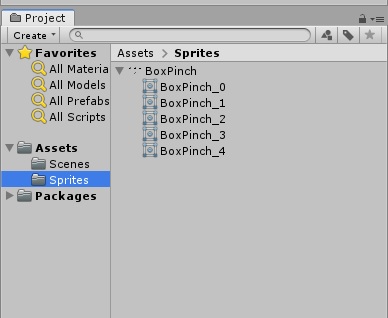 Project
Create
Favorites
All Materia
All Models
All Prefabs
All Scripts
Assets
Scenes
Sprites
Packages
Assets Sprites
BoxPinch
BoxPinch_0
BoxPinch_1
BoxPinch_2
BoxPinch_3
BoxPinch_4